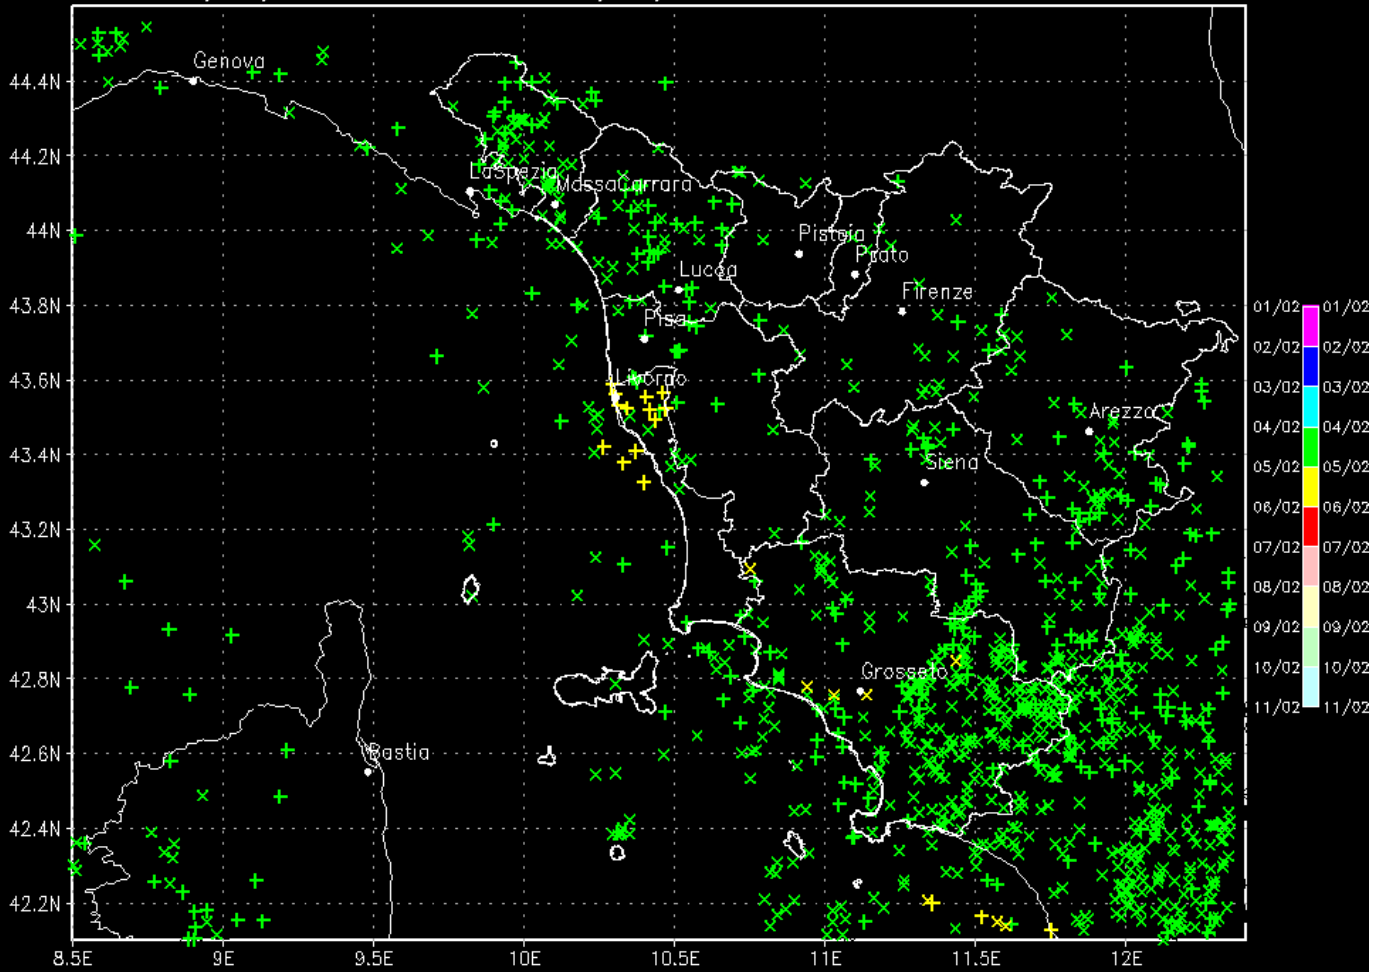 Genova
44.4N
44.2N
LaSpezia
MassaCarrara
44N
Pistoia
Prato
Lucca
Firenze
43.8N
01/02 01/02
Pisa
02/02 02/02
43.6N
Livorno
03/02 03/02
Arezzo
04/02 04/02
43.4N
Siena
05/02 05/02
06/02 06/02
43.2N
07/02 07/02
08/02 08/02
43N
09/02 09/02
Grosseto
10/02 10/02
42.8N
11/02 11/02
Bastia
42.6N
42.4N
42.2N
8.5E 9E 9.5E 10E 10.5E 11E 11.5E 12E